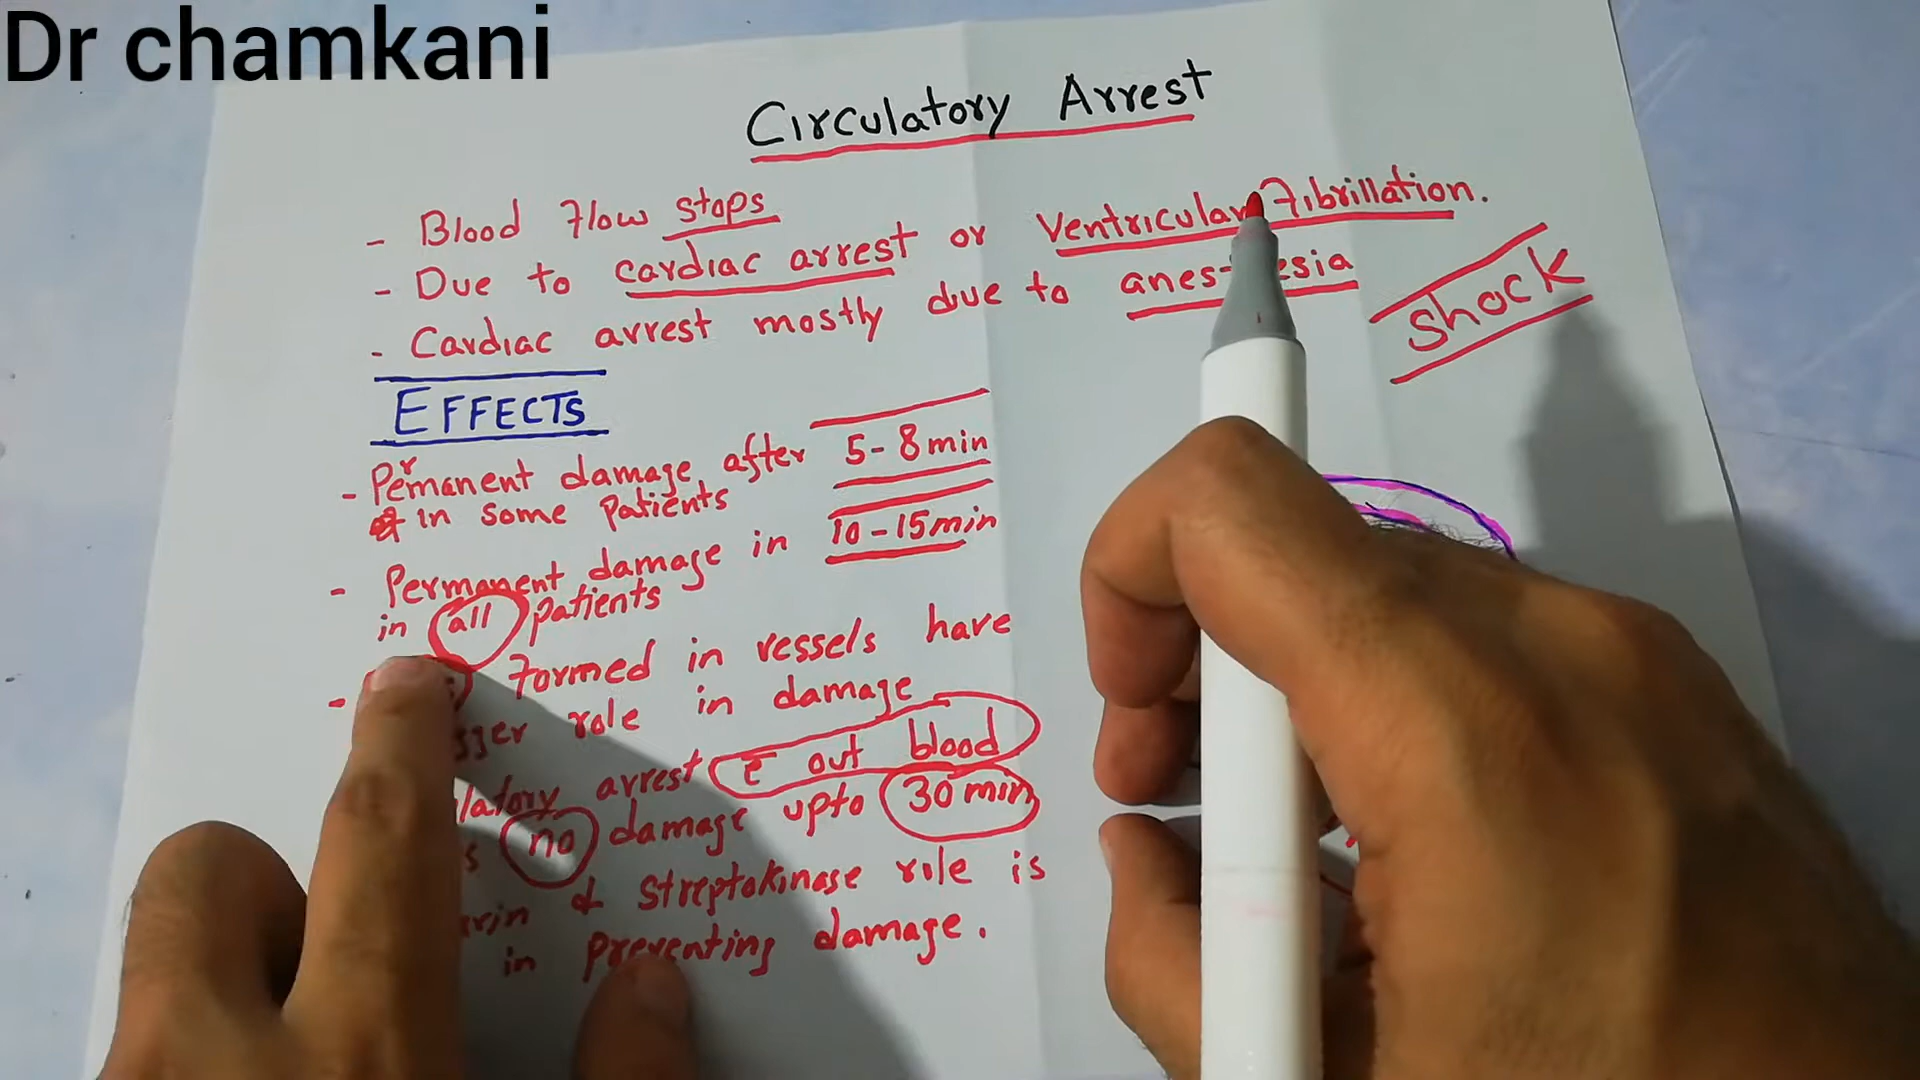 Dr chamkani
Circulatory Arrest
- Blood Flow stops
- Due to cardiac arrest or Ventricular Fibrillation.
- Cardiac arrest mostly due to anesthesia
Shock
EFFECTS
- Permanent damage after 5-8 min
in some patients
- Permanent damage in 10-15 min
in all patients
- formed in vessels have
role in damage
arrest c̄ out blood
no damage upto 30 min
& streptokinase role is
in preventing damage.